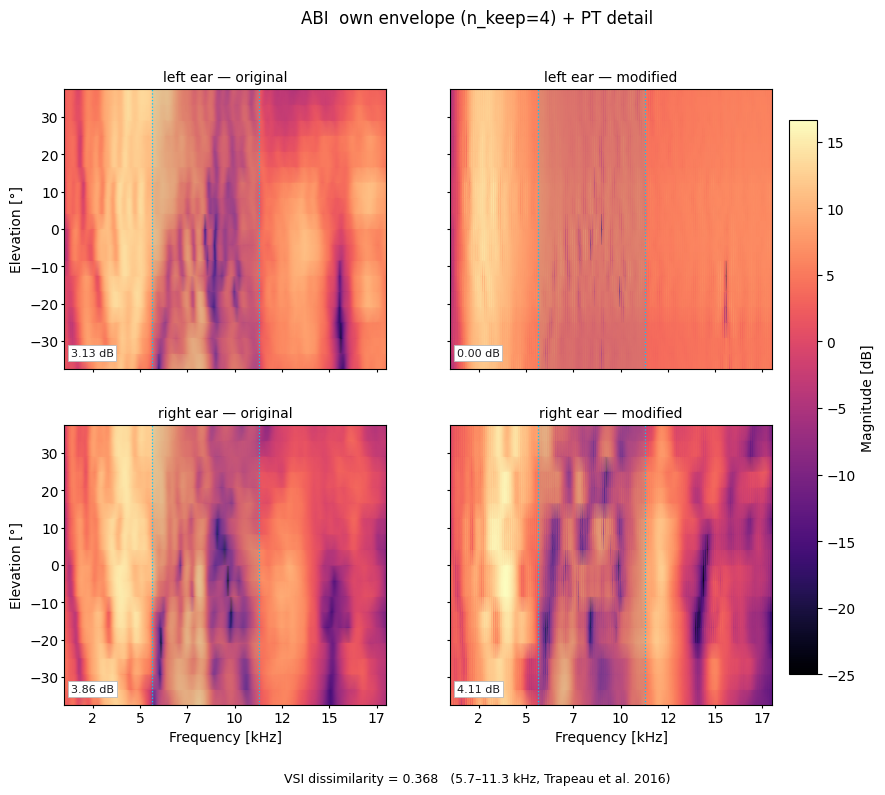 ABI  own envelope (n_keep=4) + PT detail
left ear — original
left ear — modified
Elevation [°]
30
20
10
0
−10
−20
−30
3.13 dB
0.00 dB
right ear — original
right ear — modified
Elevation [°]
30
20
10
0
−10
−20
−30
3.86 dB
4.11 dB
2 5 7 10 12 15 17
2 5 7 10 12 15 17
Frequency [kHz]
Frequency [kHz]
15
10
5
0
−5
−10
−15
−20
−25
Magnitude [dB]
VSI dissimilarity = 0.368   (5.7–11.3 kHz, Trapeau et al. 2016)